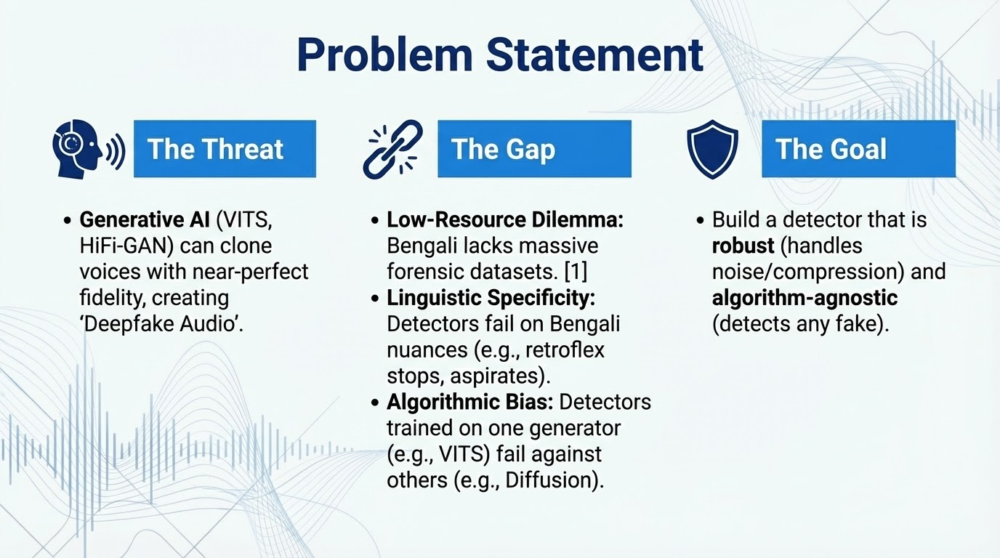 Problem Statement
The Threat
• Generative AI (VITS,
HiFi-GAN) can clone
voices with near-perfect
fidelity, creating
‘Deepfake Audio’.
The Gap
• Low-Resource Dilemma:
Bengali lacks massive
forensic datasets. [1]
• Linguistic Specificity:
Detectors fail on Bengali
nuances (e.g., retroflex
stops, aspirates).
• Algorithmic Bias: Detectors
trained on one generator
(e.g., VITS) fail against
others (e.g., Diffusion).
The Goal
• Build a detector that is
robust (handles
noise/compression) and
algorithm-agnostic
(detects any fake).